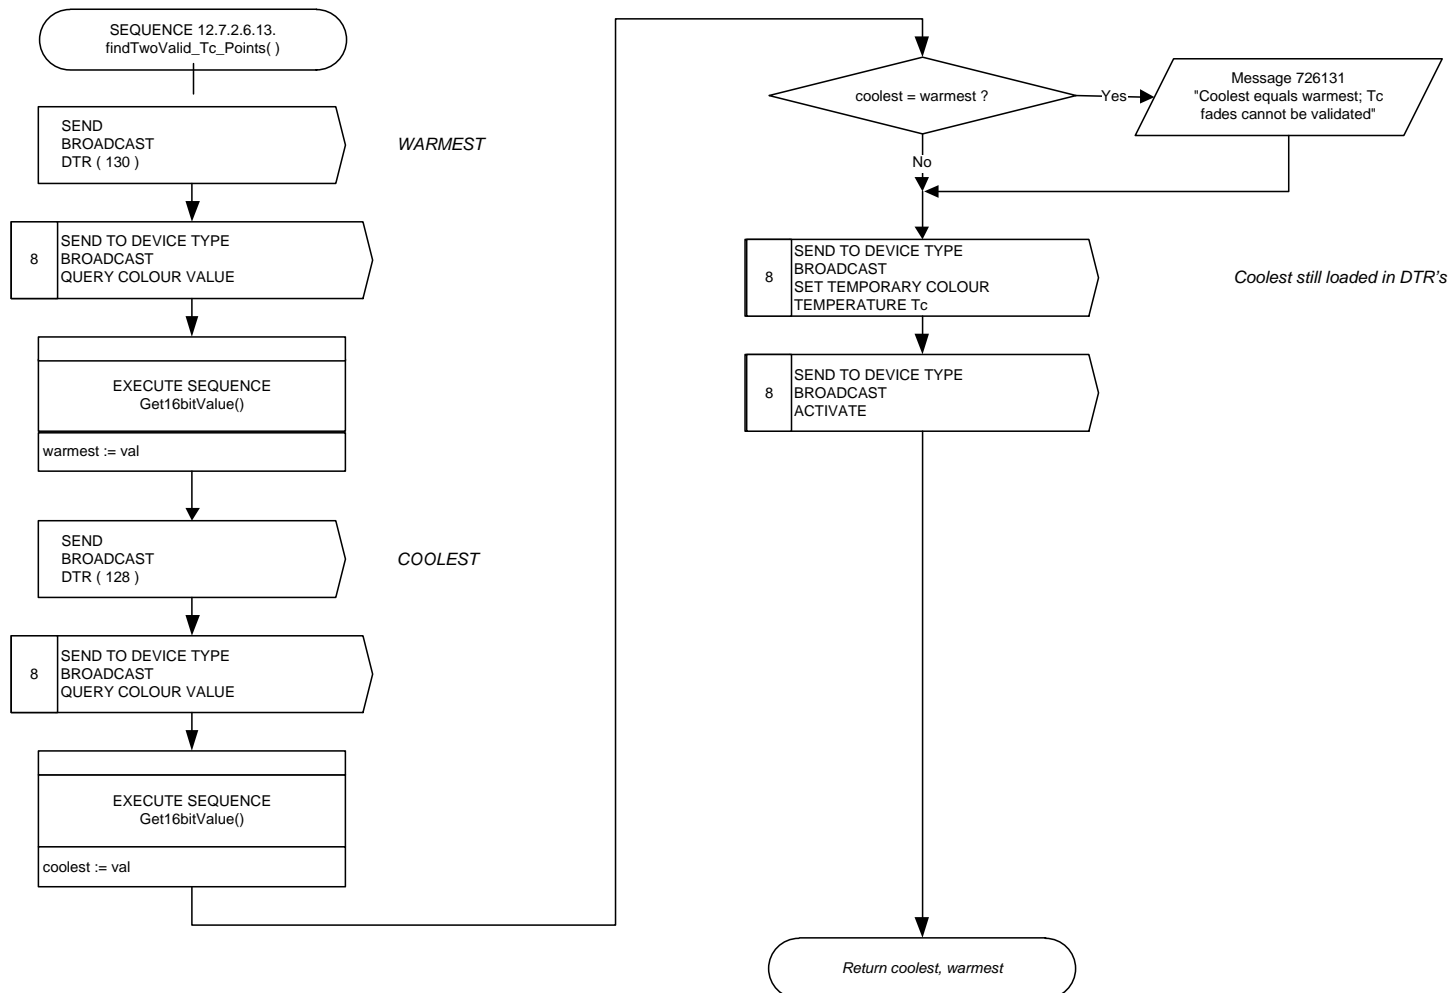 SEQUENCE 12.7.2.6.13.
findTwoValid_Tc_Points( )
SEND
BROADCAST
DTR ( 130 )
WARMEST
8
SEND TO DEVICE TYPE
BROADCAST
QUERY COLOUR VALUE
EXECUTE SEQUENCE
Get16bitValue()
warmest := val
SEND
BROADCAST
DTR ( 128 )
COOLEST
8
SEND TO DEVICE TYPE
BROADCAST
QUERY COLOUR VALUE
EXECUTE SEQUENCE
Get16bitValue()
coolest := val
coolest = warmest ?
Yes
Message 726131
"Coolest equals warmest; Tc
fades cannot be validated"
No
8
SEND TO DEVICE TYPE
BROADCAST
SET TEMPORARY COLOUR
TEMPERATURE Tc
Coolest still loaded in DTR's
8
SEND TO DEVICE TYPE
BROADCAST
ACTIVATE
Return coolest, warmest